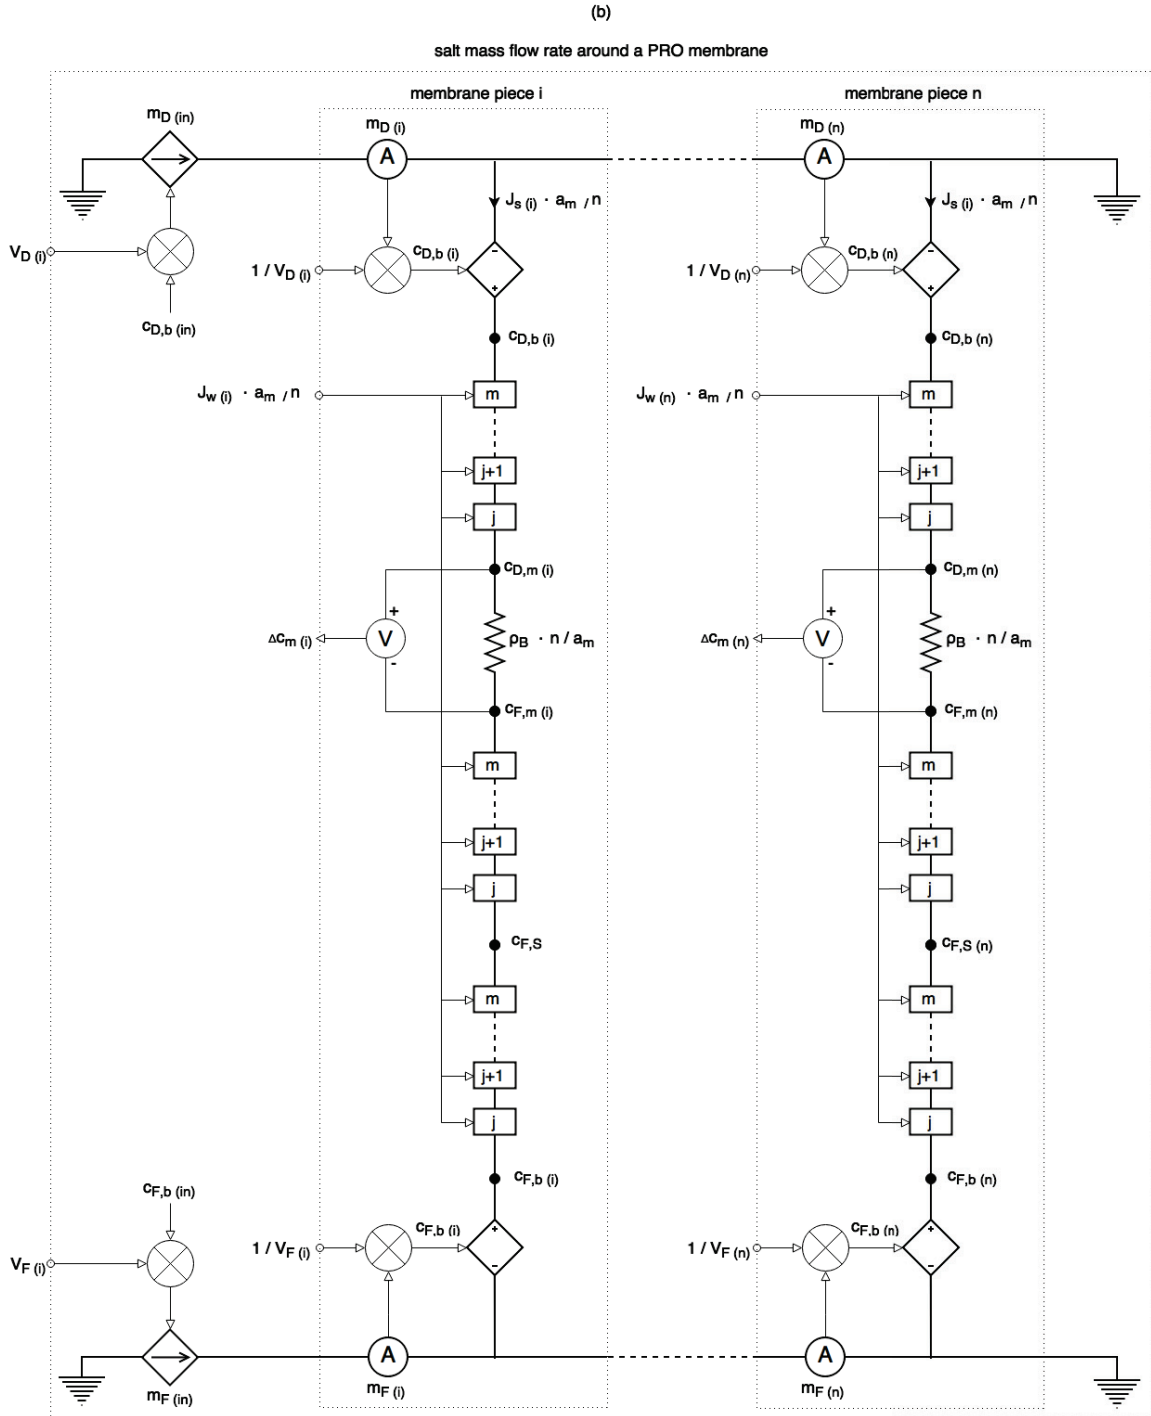 (b)
salt mass flow rate around a PRO membrane
membrane piece i
membrane piece n
mD (in)
mD (i)
mD (n)
A
A
Js (i) · am / n
Js (i) · am / n
VD (i)
cD,b (i)
cD,b (n)
-
-
1 / VD (i)
1 / VD (n)
+
+
cD,b (in)
cD,b (i)
cD,b (n)
Jw (i) · am / n
m
Jw (n) · am / n
m
j+1
j+1
j
j
cD,m (i)
cD,m (n)
+
+
Δcm (i)
V
ρB · n / am
Δcm (n)
V
ρB · n / am
-
-
cF,m (i)
cF,m (n)
m
m
j+1
j+1
j
j
cF,S
cF,S (n)
m
m
j+1
j+1
j
j
cF,b (i)
cF,b (n)
cF,b (in)
cF,b (i)
cF,b (n)
+
+
1 / VF (i)
1 / VF (n)
VF (i)
-
-
A
A
mF (in)
mF (i)
mF (n)